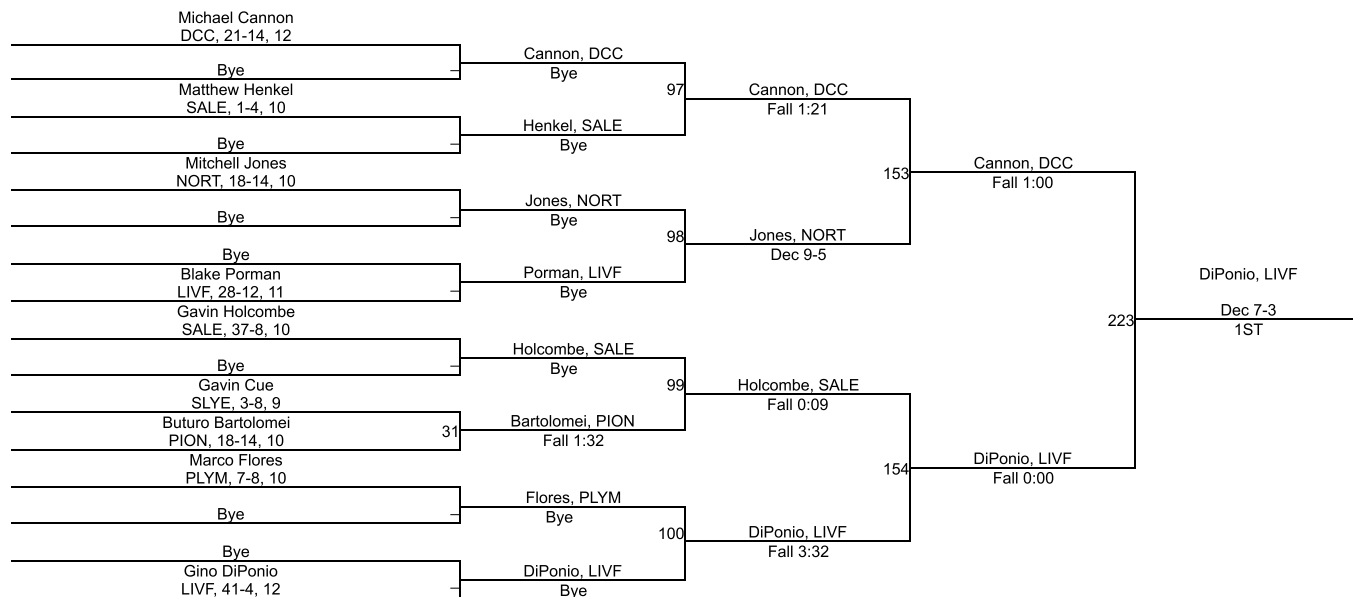 Michael Cannon
DCC, 21-14, 12
Bye
Matthew Henkel
SALE, 1-4, 10
Bye
Mitchell Jones
NORT, 18-14, 10
Bye
Bye
Blake Porman
LIVF, 28-12, 11
Gavin Holcombe
SALE, 37-8, 10
Bye
Gavin Cue
SLYE, 3-8, 9
Buturo Bartolomei
PION, 18-14, 10
31
Marco Flores
PLYM, 7-8, 10
Bye
Bye
Gino DiPonio
LIVF, 41-4, 12
Cannon, DCC
Bye
97
Henkel, SALE
Bye
Jones, NORT
Bye
98
Porman, LIVF
Bye
Holcombe, SALE
Bye
99
Bartolomei, PION
Fall 1:32
Flores, PLYM
Bye
100
DiPonio, LIVF
Bye
Cannon, DCC
Fall 1:21
153
Jones, NORT
Dec 9-5
Holcombe, SALE
Fall 0:09
154
DiPonio, LIVF
Fall 3:32
Cannon, DCC
Fall 1:00
223
DiPonio, LIVF
Fall 0:00
DiPonio, LIVF
Dec 7-3
1ST